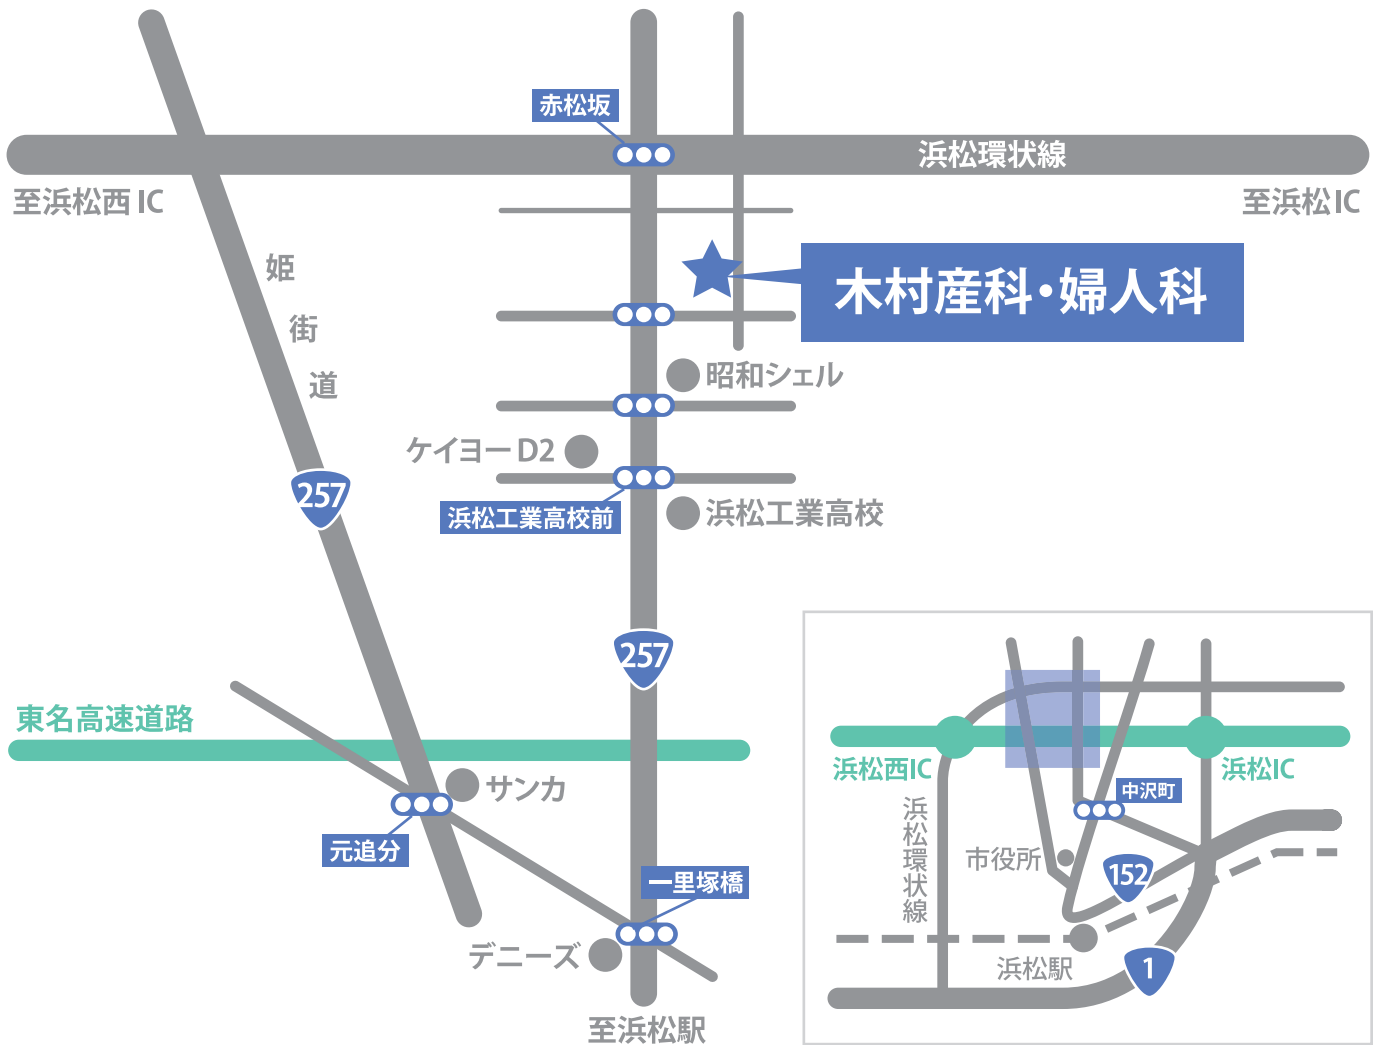 赤松坂
浜松環状線
至浜松西IC
至浜松IC
姫街道
木村産科・婦人科
昭和シェル
ケイヨーD2
257
浜松工業高校前
浜松工業高校
257
東名高速道路
サンカ
元追分
一里塚橋
デニーズ
至浜松駅
浜松西IC
浜松IC
中沢町
浜松環状線
市役所
152
浜松駅
1